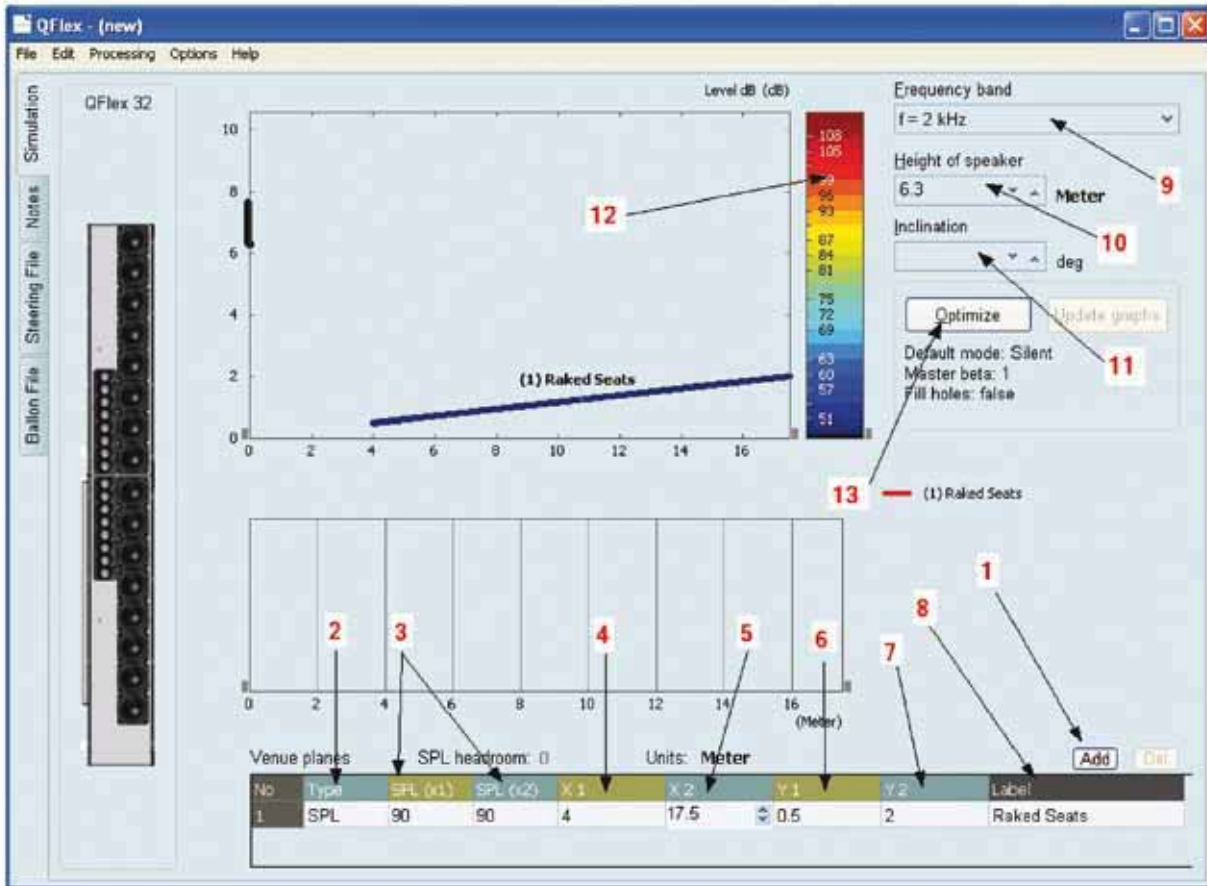 QFlex - (new)
File Edit Processing Options Help
Simulation
Notes
Steering File
Ballon File
QFlex 32
Level dB (dB)
10
8
6
4
2
0
0 2 4 6 8 10 12 14 16
(1) Raked Seats
108
105
99
96
93
87
84
81
75
72
69
63
60
57
51
12
Frequency band
f = 2 kHz
9
Height of speaker
6.3 Meter
10
Inclination
deg
11
Optimize Update graphs
Default mode: Silent
Master beta: 1
Fill holes: false
13 (1) Raked Seats
0 2 4 6 8 10 12 14 16
(Meter)
2 3 4 5 6 7 8 1
Venue planes SPL headroom: 0 Units: Meter Add Del
No Type SPL (x1) SPL (x2) X 1 X 2 Y 1 Y 2 Label
1 SPL 90 90 4 17.5 0.5 2 Raked Seats